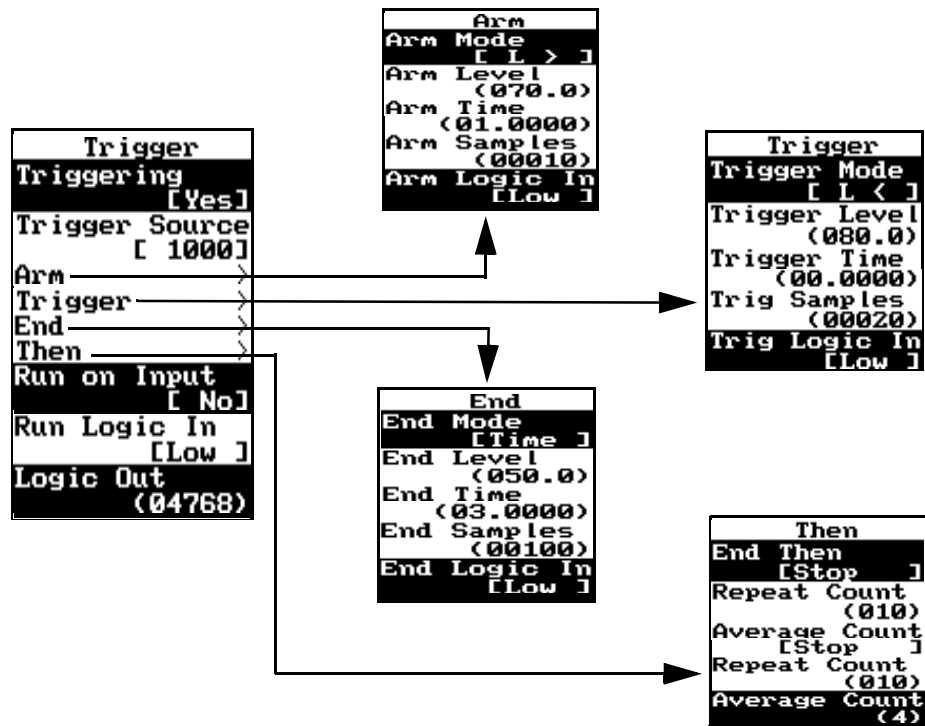 Arm
Arm Mode
[ L > ]
Arm Level
(070.0)
Arm Time
(01.0000)
Arm Samples
(00010)
Arm Logic In
[Low ]
Trigger
Triggering
[Yes]
Trigger Source
[ 1000]
Arm >
Trigger >
End >
Then >
Run on Input
[ No]
Run Logic In
[Low ]
Logic Out
(04768)
Trigger
Trigger Mode
[ L < ]
Trigger Level
(080.0)
Trigger Time
(00.0000)
Trig Samples
(00020)
Trig Logic In
[Low ]
End
End Mode
[Time ]
End Level
(050.0)
End Time
(03.0000)
End Samples
(00100)
End Logic In
[Low ]
Then
End Then
[Stop ]
Repeat Count
(010)
Average Count
[Stop ]
Repeat Count
(010)
Average Count
(4)